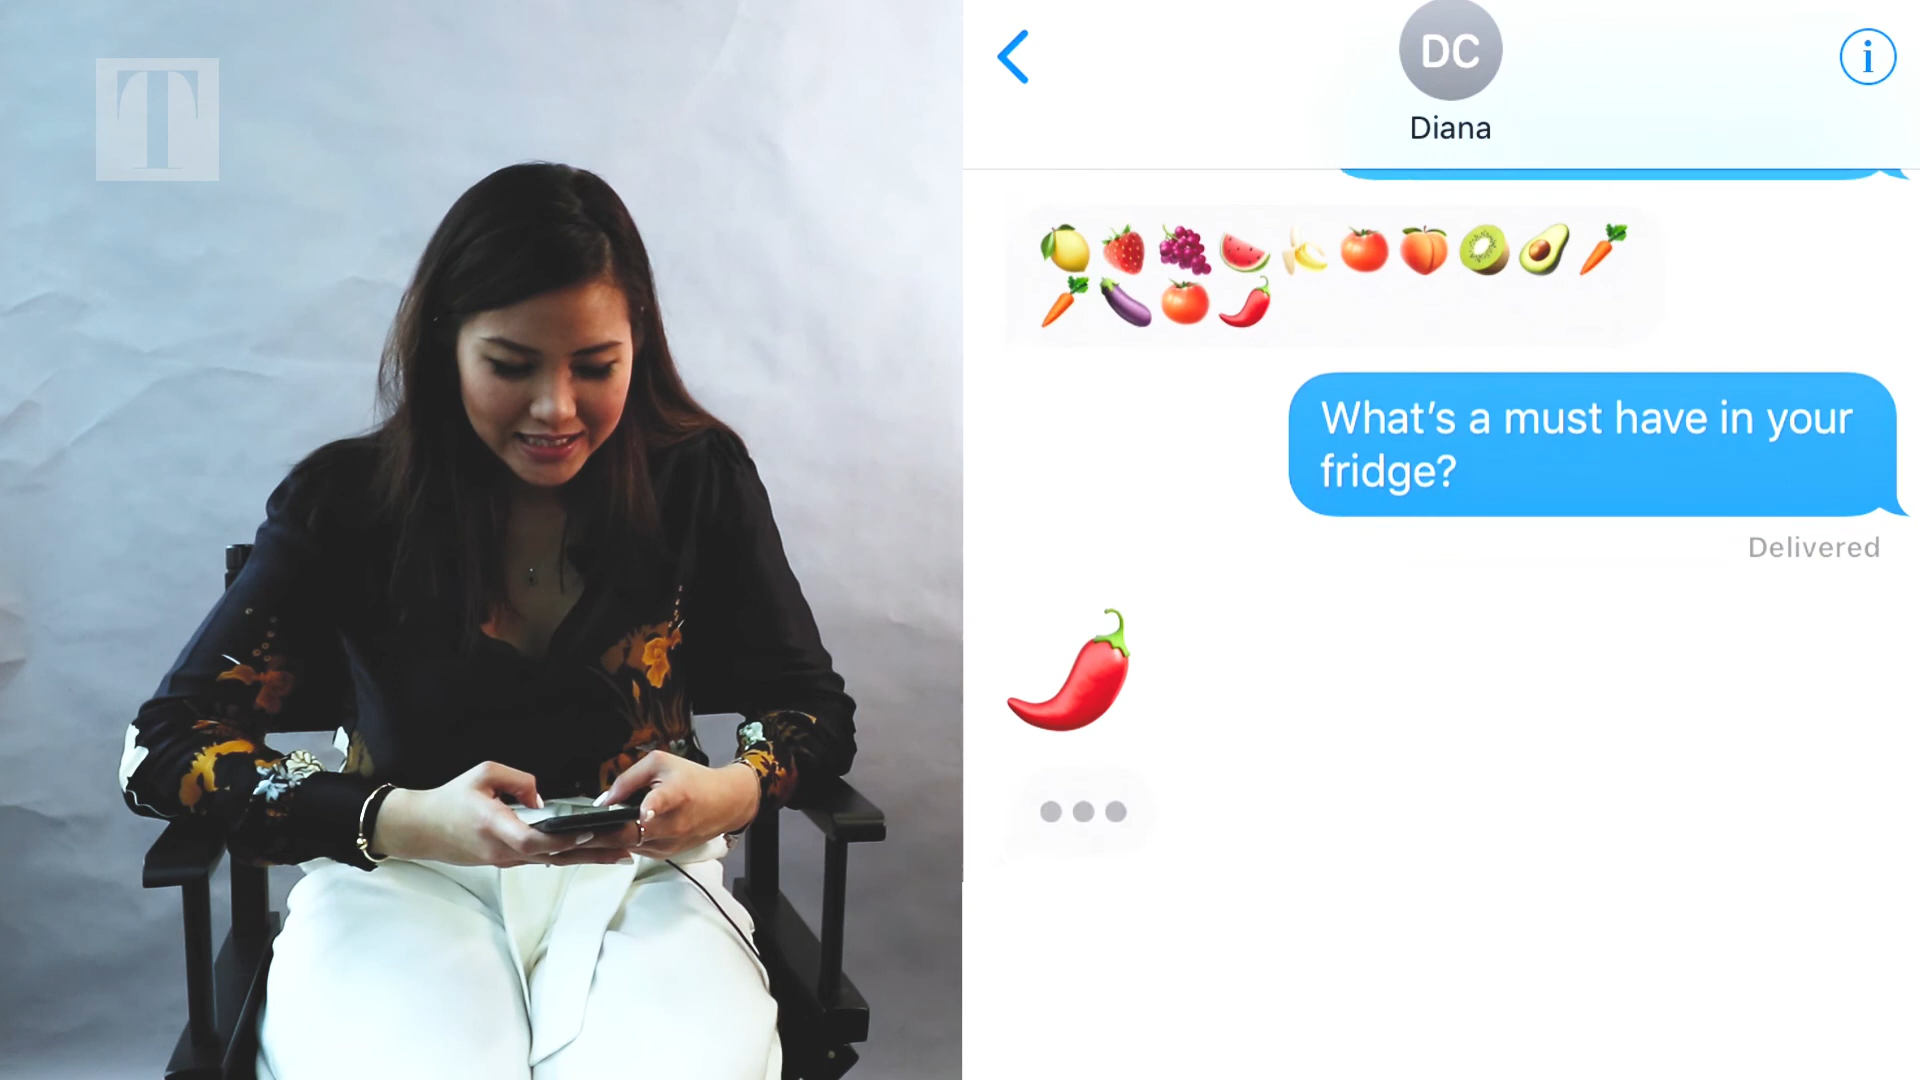 T
DC
i
Diana
What's a must have in your
fridge?
Delivered